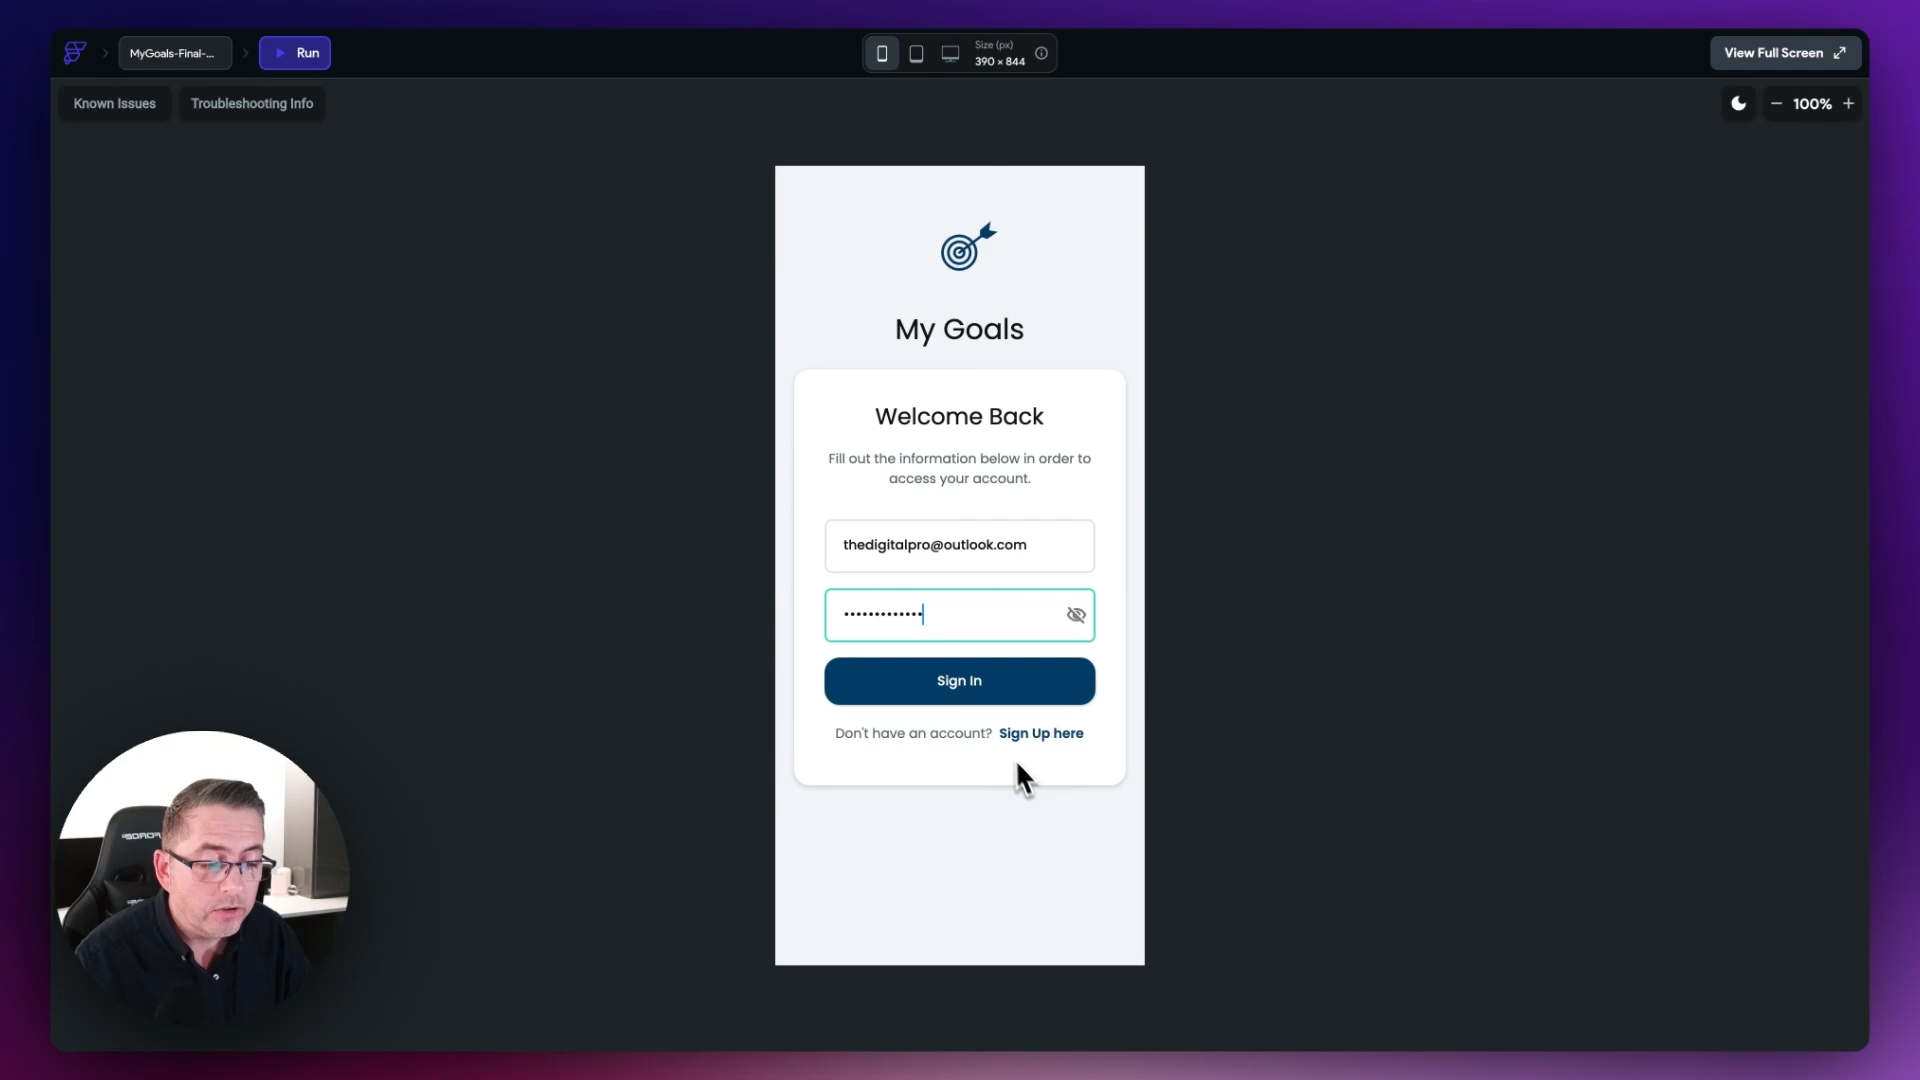 MyGoals-Final-...
Run
Size (px)
390 × 844
View Full Screen
Known Issues
Troubleshooting Info
100%
My Goals
Welcome Back
Fill out the information below in order to
access your account.
thedigitalpro@outlook.com
•••••••••••••
Sign In
Don't have an account? Sign Up here